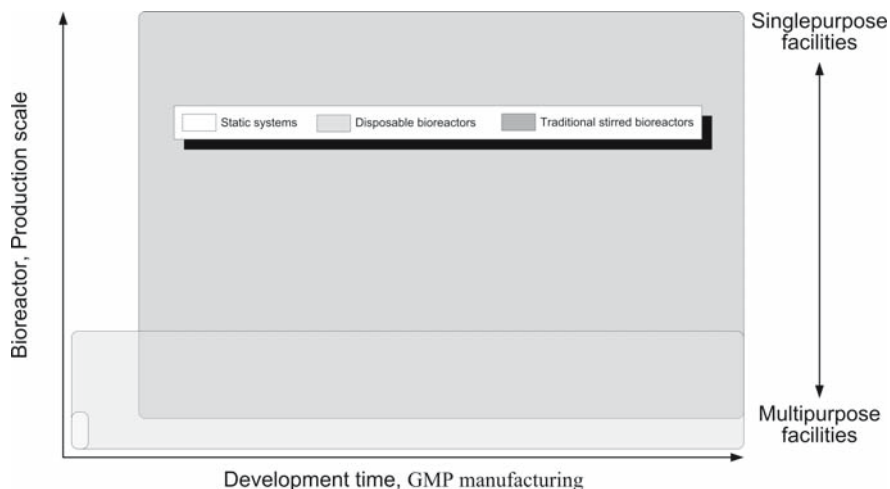 Singlepurpose
facilities
Static systems
Disposable bioreactors
Traditional stirred bioreactors
Bioreactor, Production scale
Multipurpose
facilities
Development time, GMP manufacturing